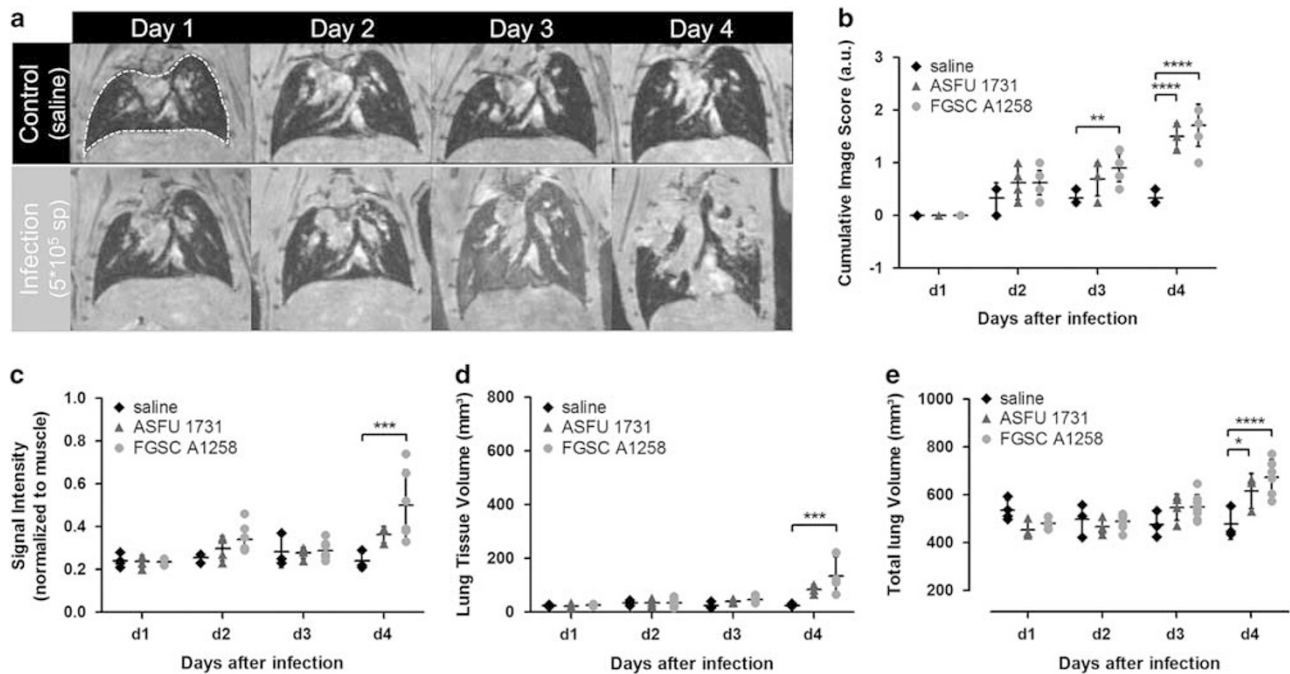 a
Day 1 Day 2 Day 3 Day 4
Control
(saline)
Infection
(5*10⁵ sp)
b
saline
ASFU 1731
FGSC A1258
****
****
**
Cumulative Image Score (a.u.)
3
2
1
0
-1
d1 d2 d3 d4
Days after infection
c
saline
ASFU 1731
FGSC A1258
***
Signal Intensity
(normalized to muscle)
1.0
0.8
0.6
0.4
0.2
0.0
d1 d2 d3 d4
Days after infection
d
saline
ASFU 1731
FGSC A1258
***
Lung Tissue Volume (mm³)
800
600
400
200
0
d1 d2 d3 d4
Days after infection
e
saline
ASFU 1731
FGSC A1258
****
*
Total lung Volume (mm³)
1000
800
600
400
200
d1 d2 d3 d4
Days after infection